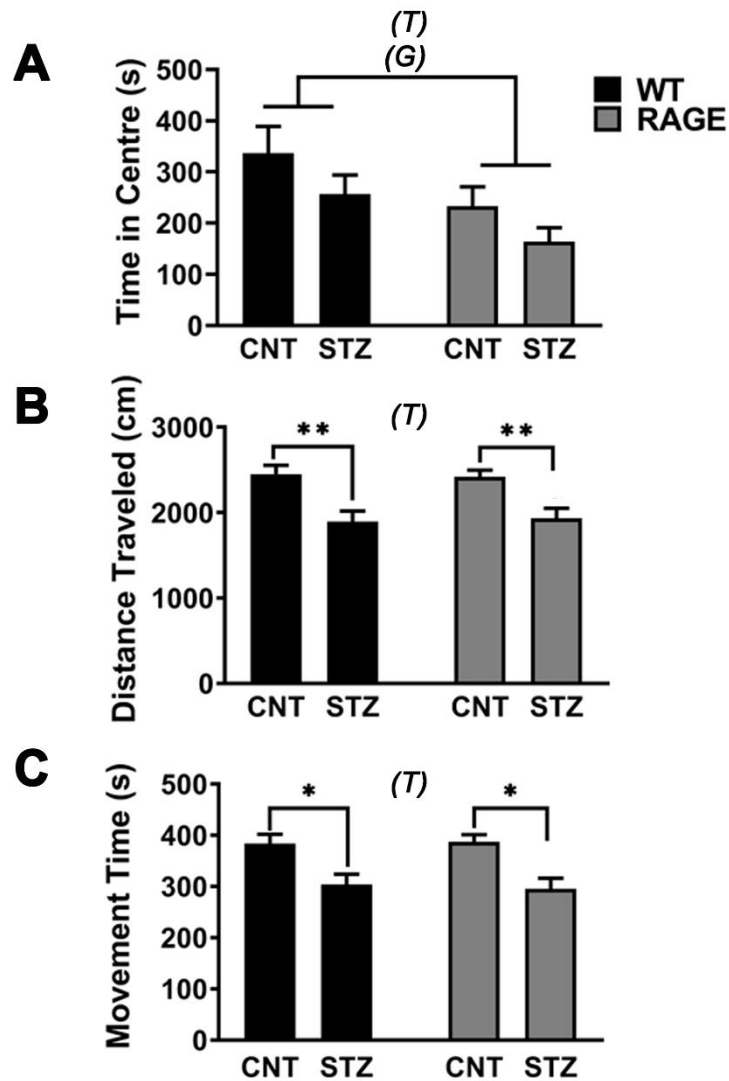 A
(T)
(G)
WT
RAGE
Time in Centre (s)
500
400
300
200
100
0
CNT STZ CNT STZ
B
(T)
** **
Distance Traveled (cm)
3000
2000
1000
0
CNT STZ CNT STZ
C
(T)
* *
Movement Time (s)
500
400
300
200
100
0
CNT STZ CNT STZ